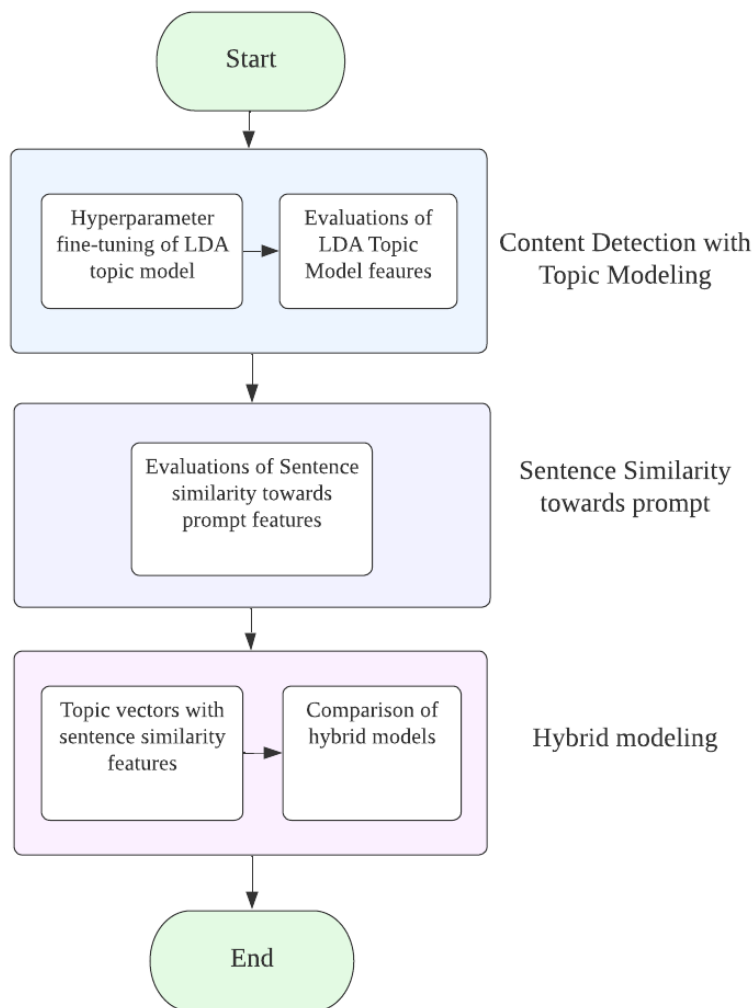 Start
Hyperparameter
fine-tuning of LDA
topic model
Evaluations of
LDA Topic
Model feaures
Content Detection with
Topic Modeling
Evaluations of Sentence
similarity towards
prompt features
Sentence Similarity
towards prompt
Topic vectors with
sentence similarity
features
Comparison of
hybrid models
Hybrid modeling
End